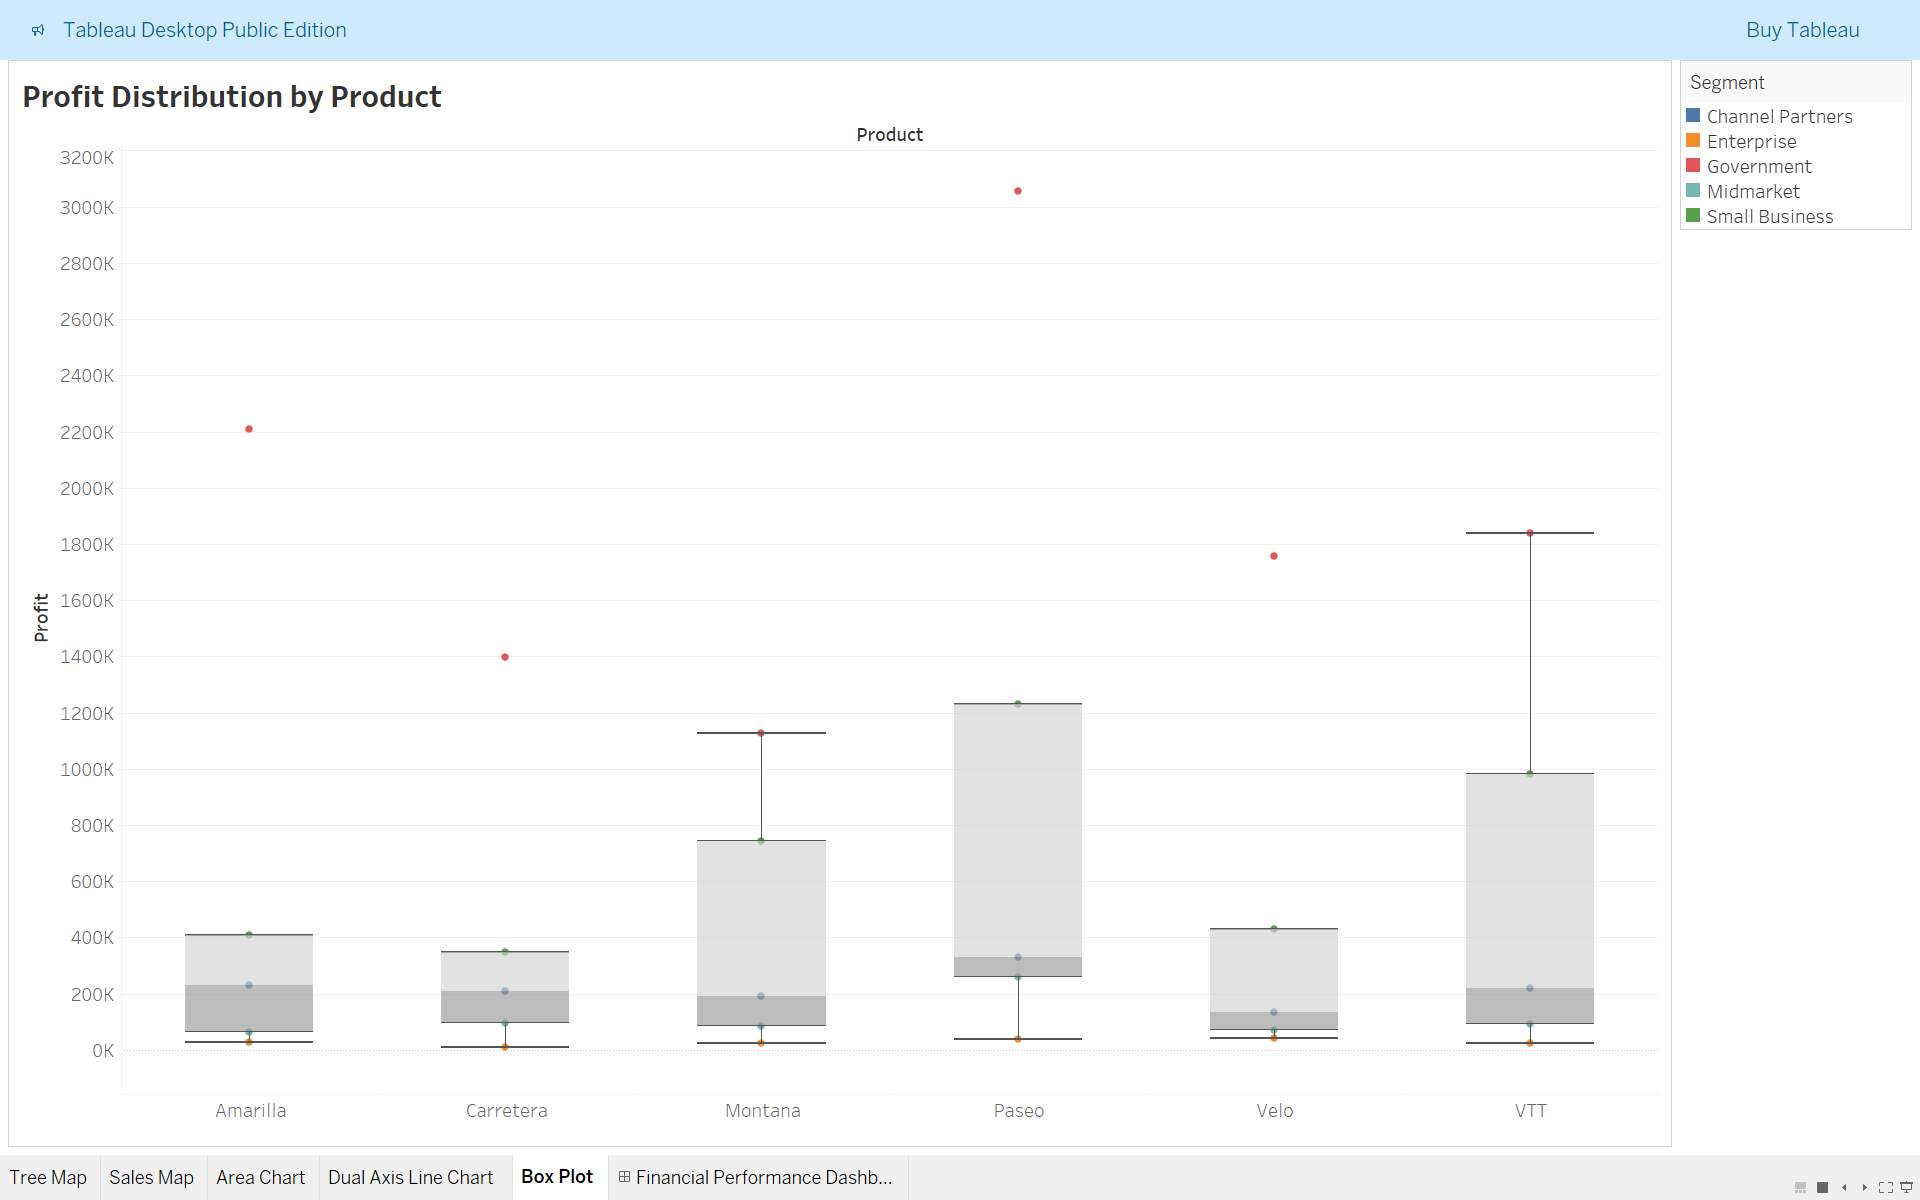 Tableau Desktop Public Edition
Buy Tableau
Profit Distribution by Product
Segment
Channel Partners
Enterprise
Government
Midmarket
Small Business
Product
3200K
3000K
2800K
2600K
2400K
2200K
2000K
1800K
1600K
1400K
1200K
1000K
800K
600K
400K
200K
0K
Profit
Amarilla
Carretera
Montana
Paseo
Velo
VTT
Tree Map
Sales Map
Area Chart
Dual Axis Line Chart
Box Plot
Financial Performance Dashb...